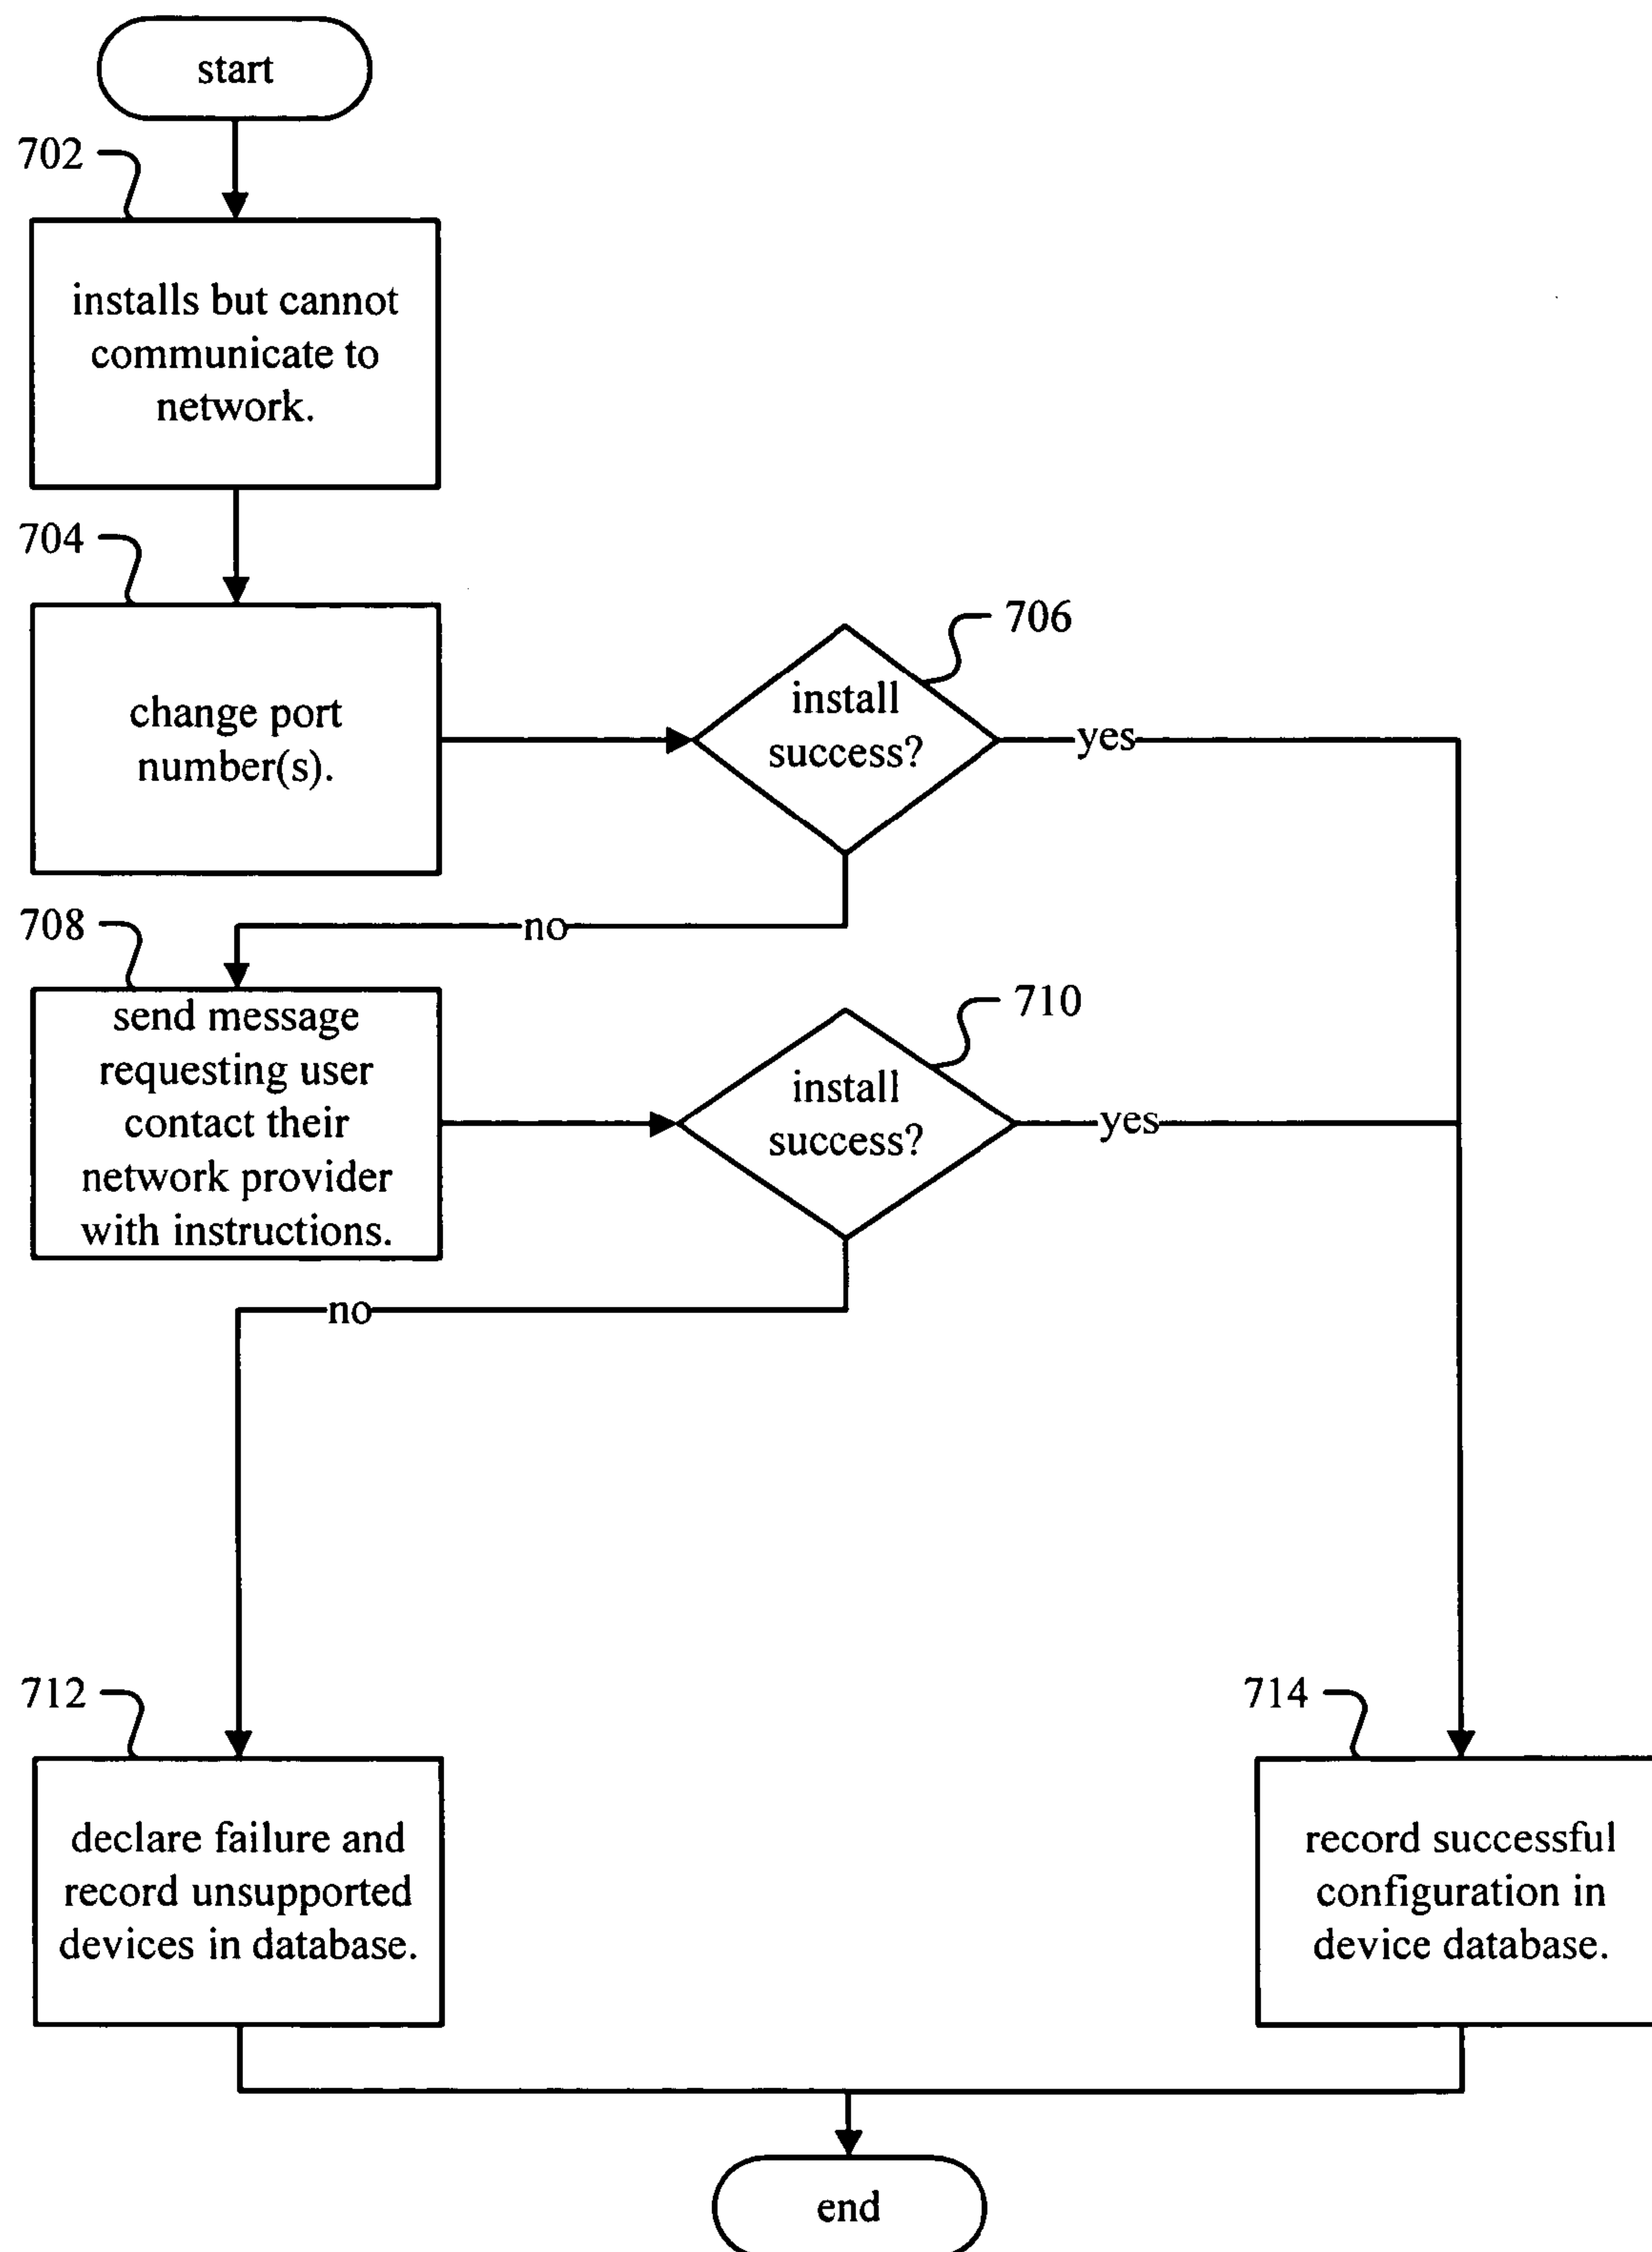 start
702
installs but cannot
communicate to
network.
704
change port
number(s).
706
install
success?
yes
no
708
send message
requesting user
contact their
network provider
with instructions.
710
install
success?
yes
no
712
declare failure and
record unsupported
devices in database.
714
record successful
configuration in
device database.
end